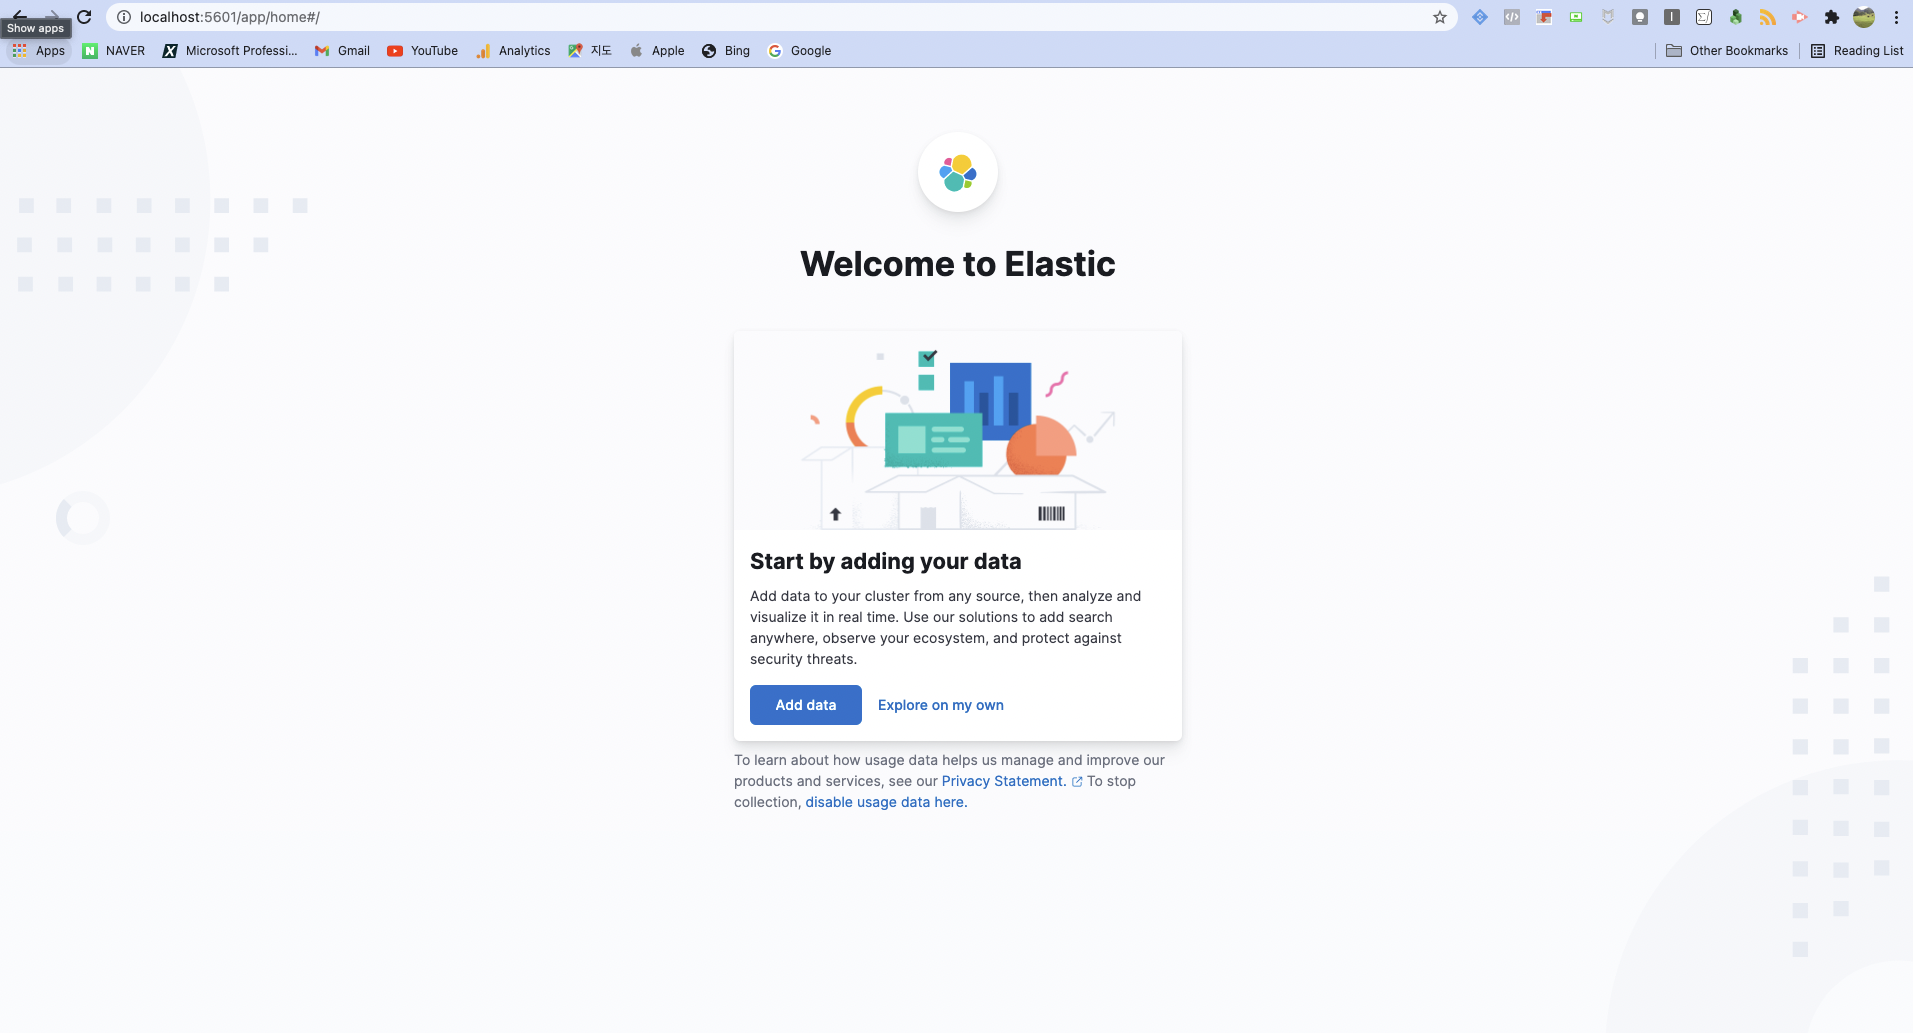 localhost:5601/app/home#/
Show apps
Apps
NAVER
Microsoft Professi...
Gmail
YouTube
Analytics
지도
Apple
Bing
Google
Other Bookmarks
Reading List
Welcome to Elastic
Start by adding your data
Add data to your cluster from any source, then analyze and
visualize it in real time. Use our solutions to add search
anywhere, observe your ecosystem, and protect against
security threats.
Add data
Explore on my own
To learn about how usage data helps us manage and improve our
products and services, see our Privacy Statement. To stop
collection, disable usage data here.